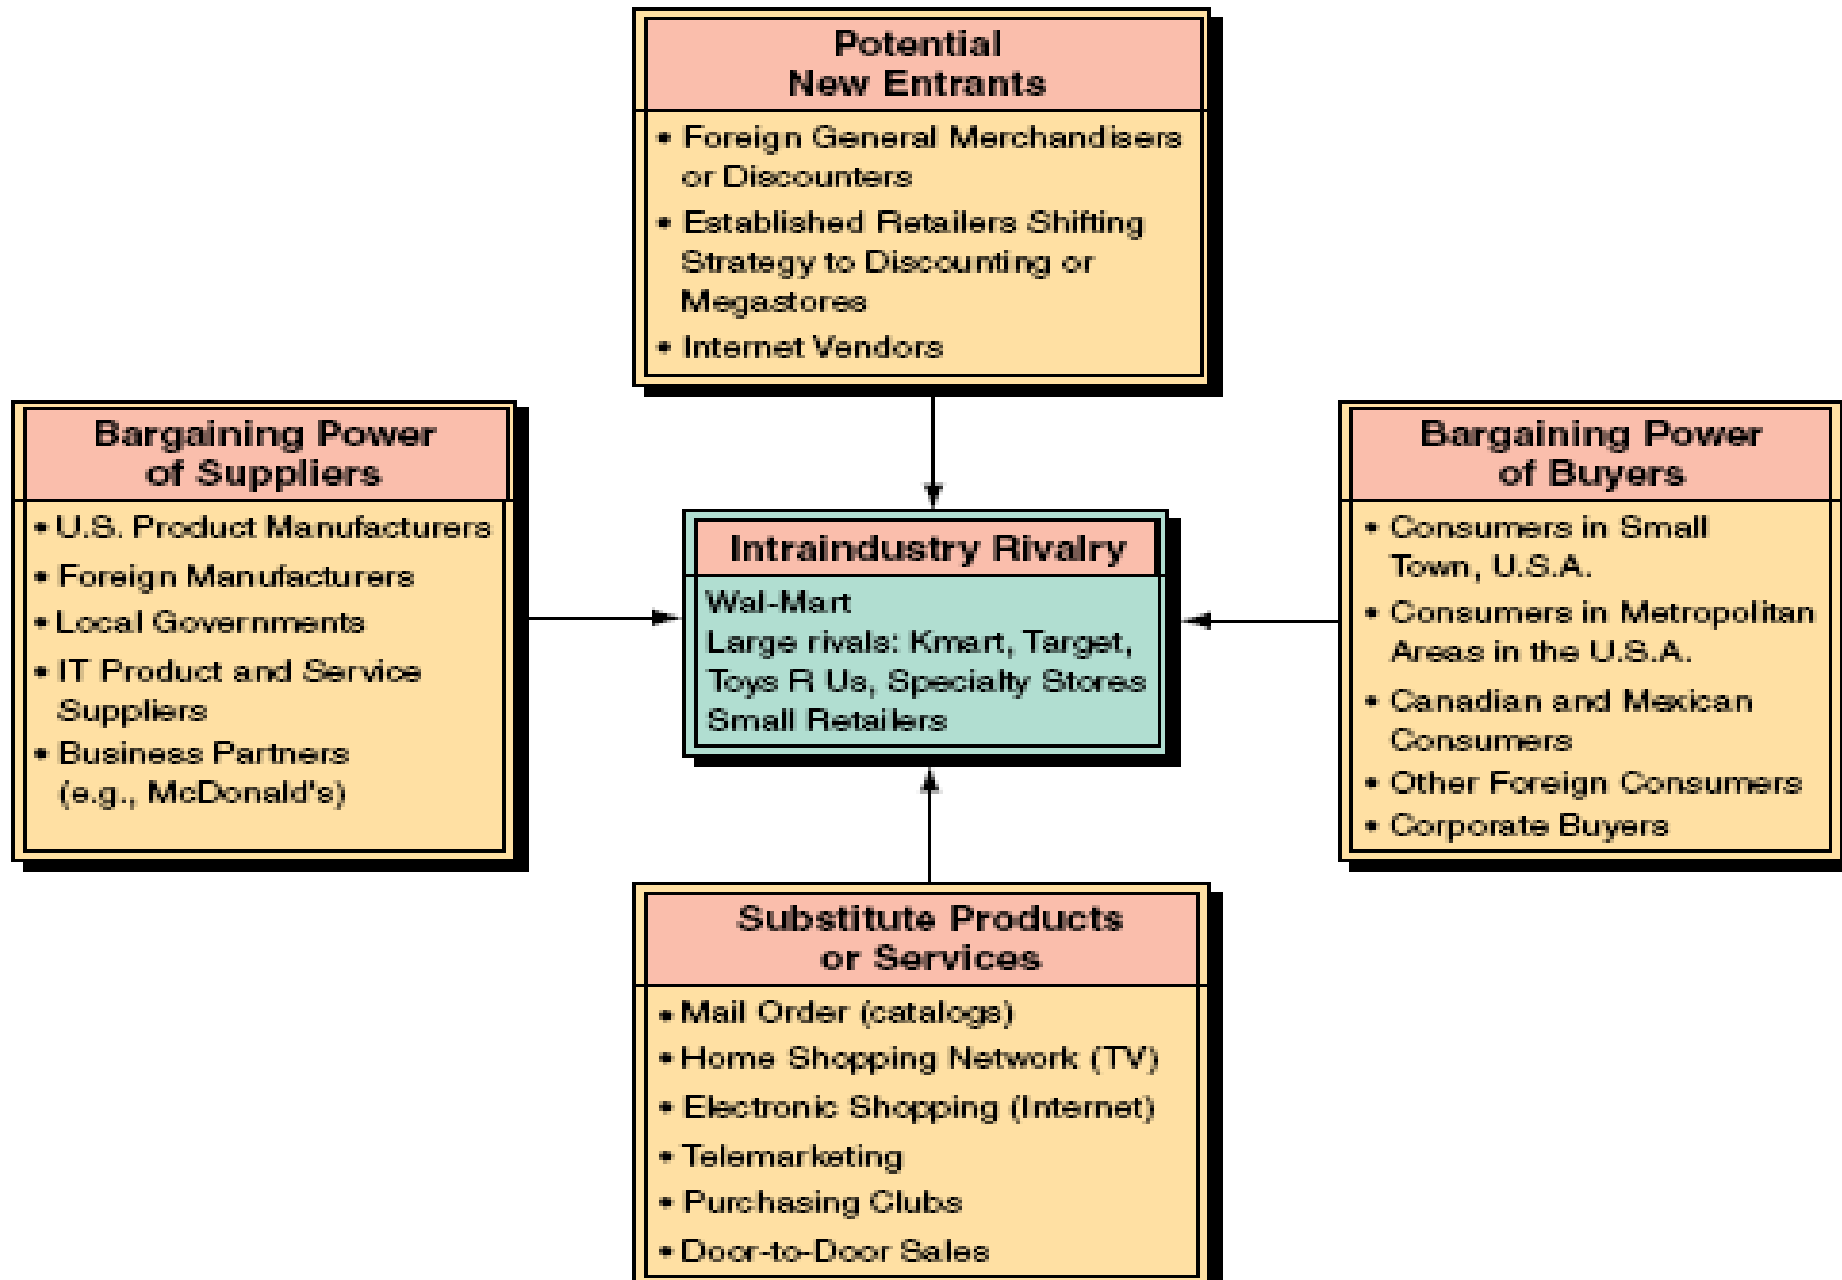 Potential
New Entrants
• Foreign General Merchandisers
or Discounters
• Established Retailers Shifting
Strategy to Discounting or
Megastores
• Internet Vendors
Bargaining Power
of Suppliers
• U.S. Product Manufacturers
• Foreign Manufacturers
• Local Governments
• IT Product and Service
Suppliers
• Business Partners
(e.g., McDonald's)
Intraindustry Rivalry
Wal-Mart
Large rivals: Kmart, Target,
Toys R Us, Specialty Stores
Small Retailers
Bargaining Power
of Buyers
• Consumers in Small
Town, U.S.A.
• Consumers in Metropolitan
Areas in the U.S.A.
• Canadian and Mexican
Consumers
• Other Foreign Consumers
• Corporate Buyers
Substitute Products
or Services
• Mail Order (catalogs)
• Home Shopping Network (TV)
• Electronic Shopping (Internet)
• Telemarketing
• Purchasing Clubs
• Door-to-Door Sales